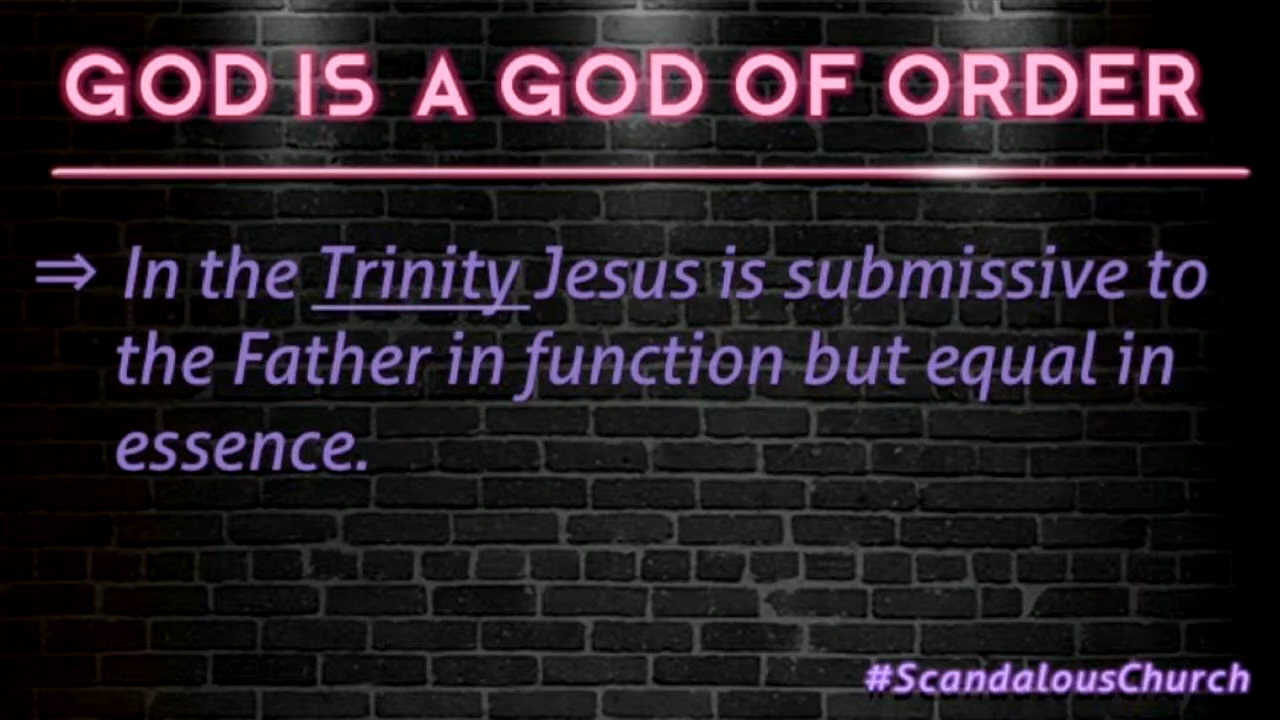 GOD IS A GOD OF ORDER
⇒ In the Trinity Jesus is submissive to
the Father in function but equal in
essence.
#ScandalousChurch